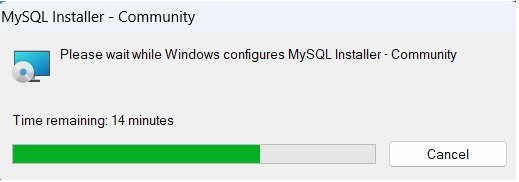 MySQL Installer - Community
Please wait while Windows configures MySQL Installer - Community
Time remaining: 14 minutes
Cancel